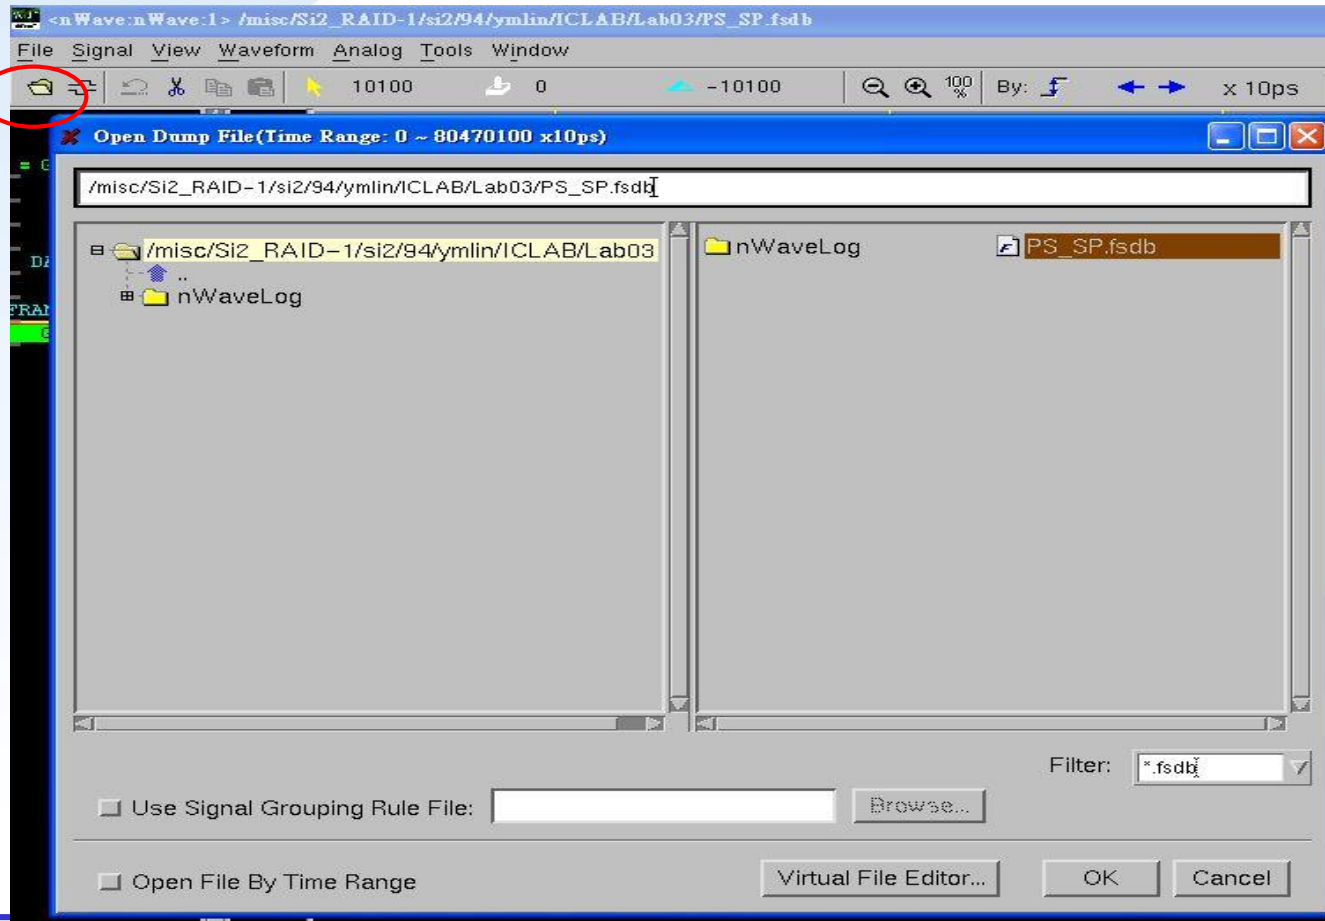 <nWave:nWave:1> /misc/Si2_RAID-1/si2/94/ymlin/ICLAB/Lab03/PS_SP.fsdb
File Signal View Waveform Analog Tools Window
10100 0 -10100 100 % By: x 10ps
Open Dump File(Time Range: 0 ~ 80470100 x10ps)
/misc/Si2_RAID-1/si2/94/ymlin/ICLAB/Lab03/PS_SP.fsdb
/misc/Si2_RAID-1/si2/94/ymlin/ICLAB/Lab03
..
nWaveLog
nWaveLog PS_SP.fsdb
Filter: *.fsdb
Use Signal Grouping Rule File: Browse...
Open File By Time Range Virtual File Editor... OK Cancel